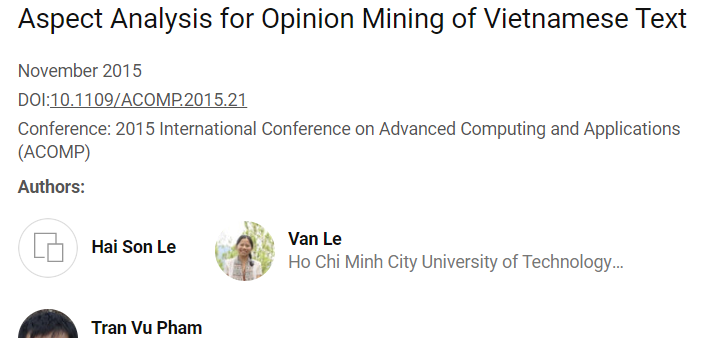 Aspect Analysis for Opinion Mining of Vietnamese Text
November 2015
DOI:10.1109/ACOMP.2015.21
Conference: 2015 International Conference on Advanced Computing and Applications
(ACOMP)
Authors:
Hai Son Le
Van Le
Ho Chi Minh City University of Technology...
Tran Vu Pham